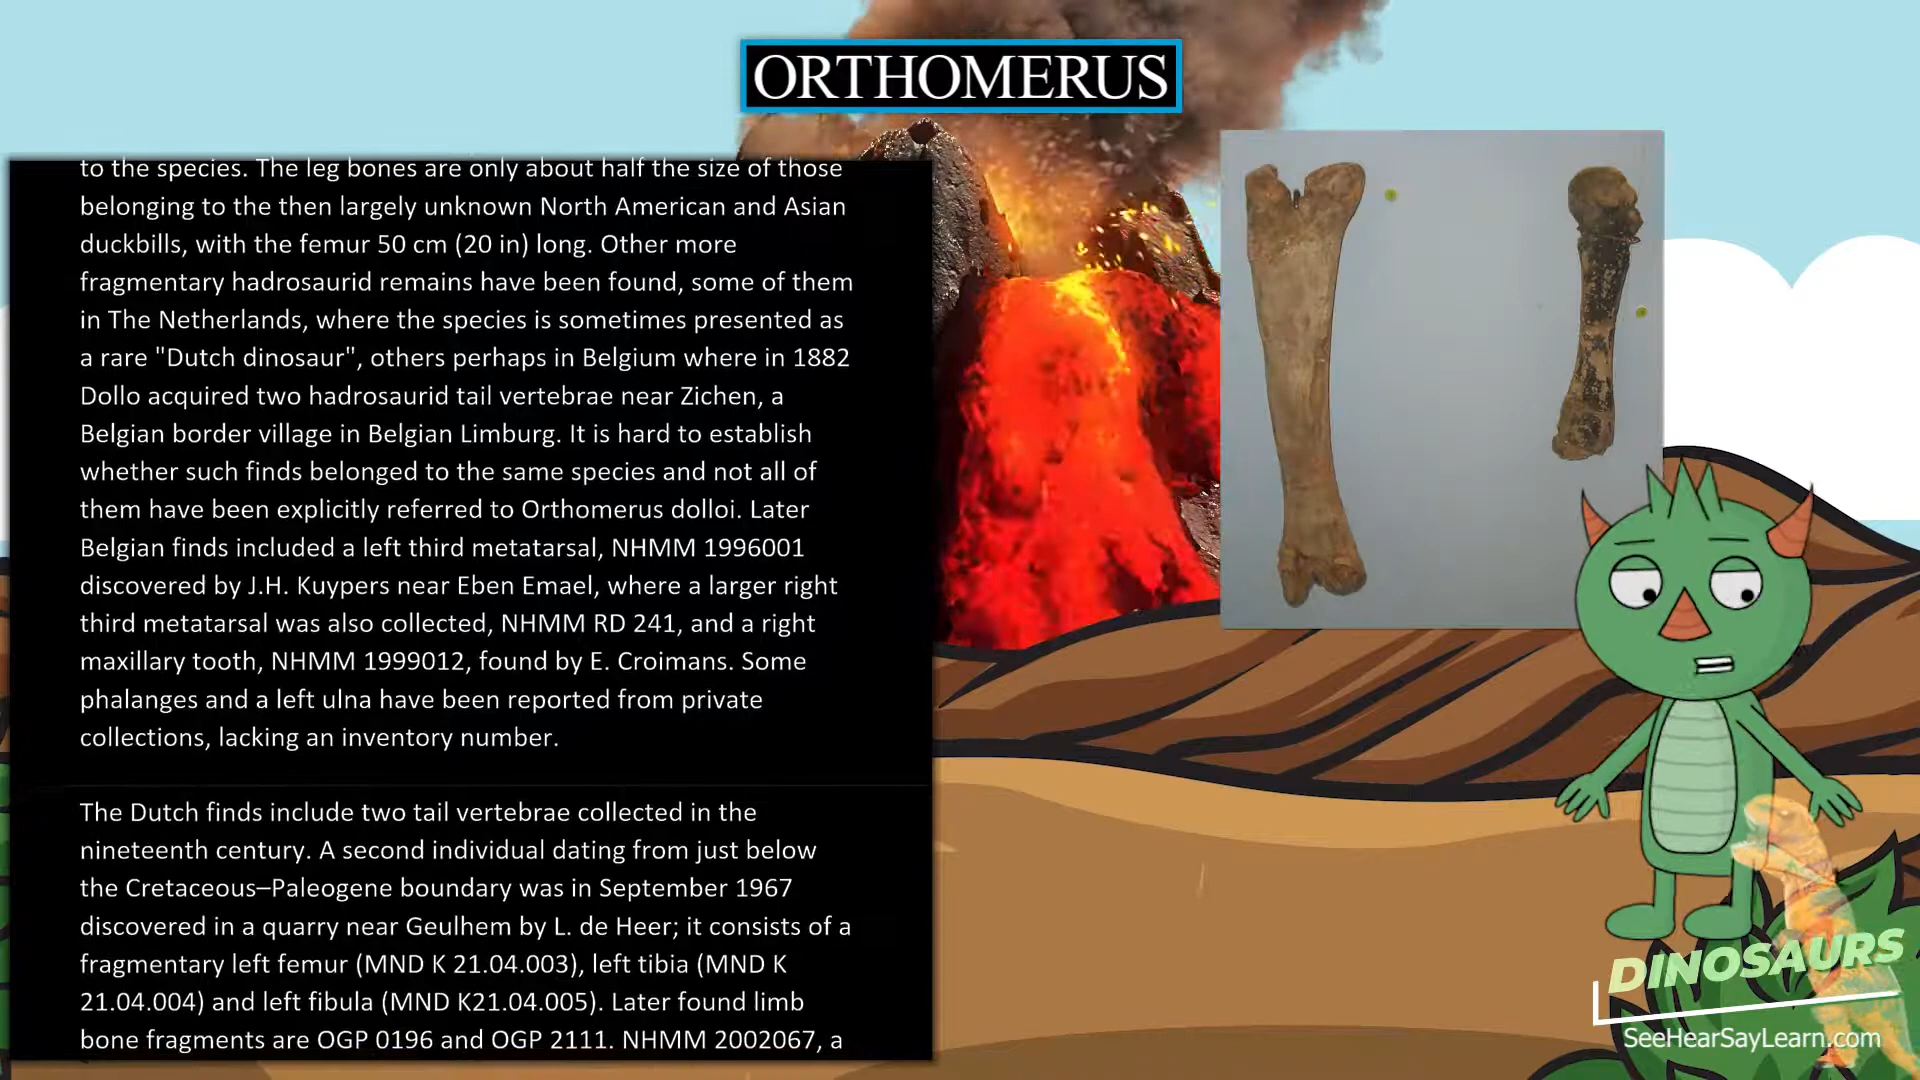 ORTHOMERUS
to the species. The leg bones are only about half the size of those
belonging to the then largely unknown North American and Asian
duckbills, with the femur 50 cm (20 in) long. Other more
fragmentary hadrosaurid remains have been found, some of them
in The Netherlands, where the species is sometimes presented as
a rare "Dutch dinosaur", others perhaps in Belgium where in 1882
Dollo acquired two hadrosaurid tail vertebrae near Zichen, a
Belgian border village in Belgian Limburg. It is hard to establish
whether such finds belonged to the same species and not all of
them have been explicitly referred to Orthomerus dolloi. Later
Belgian finds included a left third metatarsal, NHMM 1996001
discovered by J.H. Kuypers near Eben Emael, where a larger right
third metatarsal was also collected, NHMM RD 241, and a right
maxillary tooth, NHMM 1999012, found by E. Croimans. Some
phalanges and a left ulna have been reported from private
collections, lacking an inventory number.
The Dutch finds include two tail vertebrae collected in the
nineteenth century. A second individual dating from just below
the Cretaceous–Paleogene boundary was in September 1967
discovered in a quarry near Geulhem by L. de Heer; it consists of a
fragmentary left femur (MND K 21.04.003), left tibia (MND K
21.04.004) and left fibula (MND K21.04.005). Later found limb
bone fragments are OGP 0196 and OGP 2111. NHMM 2002067, a
DINOSAURS
SeeHearSayLearn.com